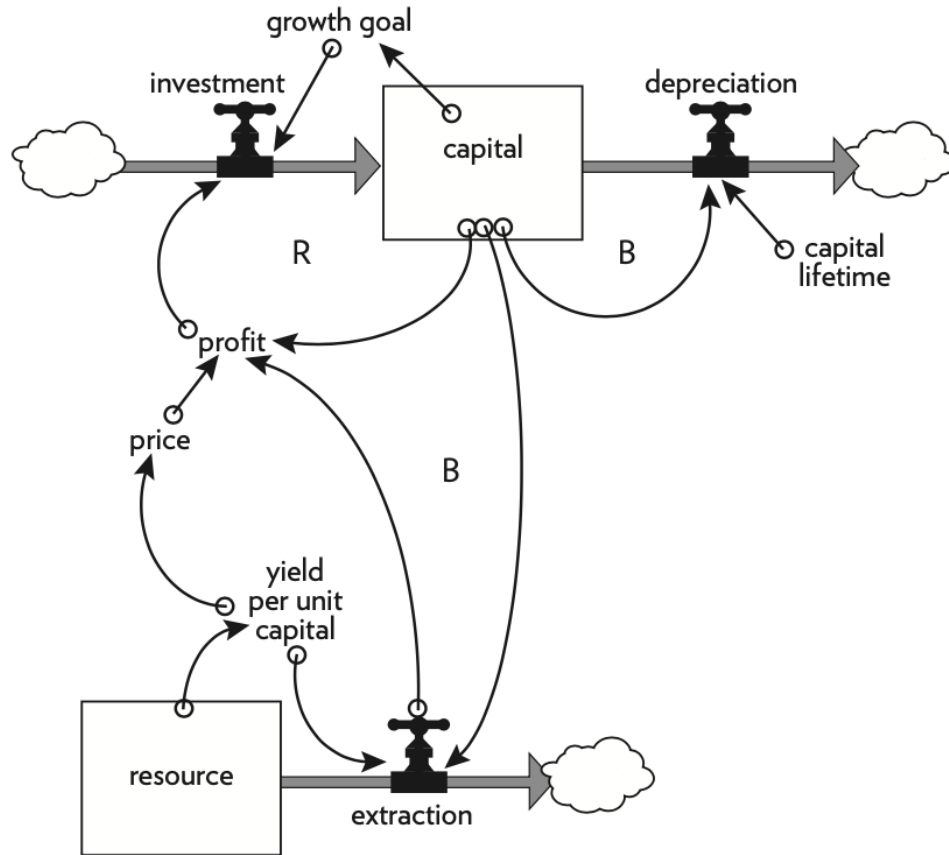 growth goal
investment
depreciation
capital
R
B
capital
lifetime
profit
price
B
yield
per unit
capital
resource
extraction